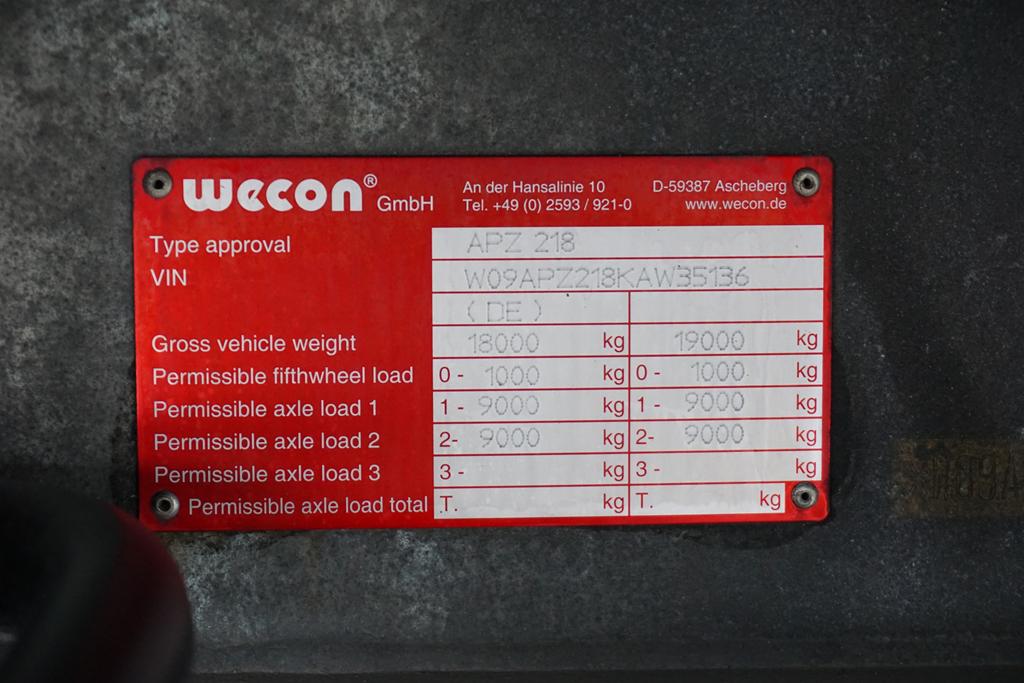 wecon® GmbH An der Hansalinie 10 D-59387 Ascheberg
Tel. +49 (0) 2593 / 921-0 www.wecon.de
Type approval APZ 218
VIN W09APZ218KAW35136
(DE)
Gross vehicle weight 18000 kg 19000 kg
Permissible fifthwheel load 0 - 1000 kg 0 - 1000 kg
Permissible axle load 1 1 - 9000 kg 1 - 9000 kg
Permissible axle load 2 2- 9000 kg 2- 9000 kg
Permissible axle load 3 3 - kg 3 - kg
Permissible axle load total T. kg T. kg